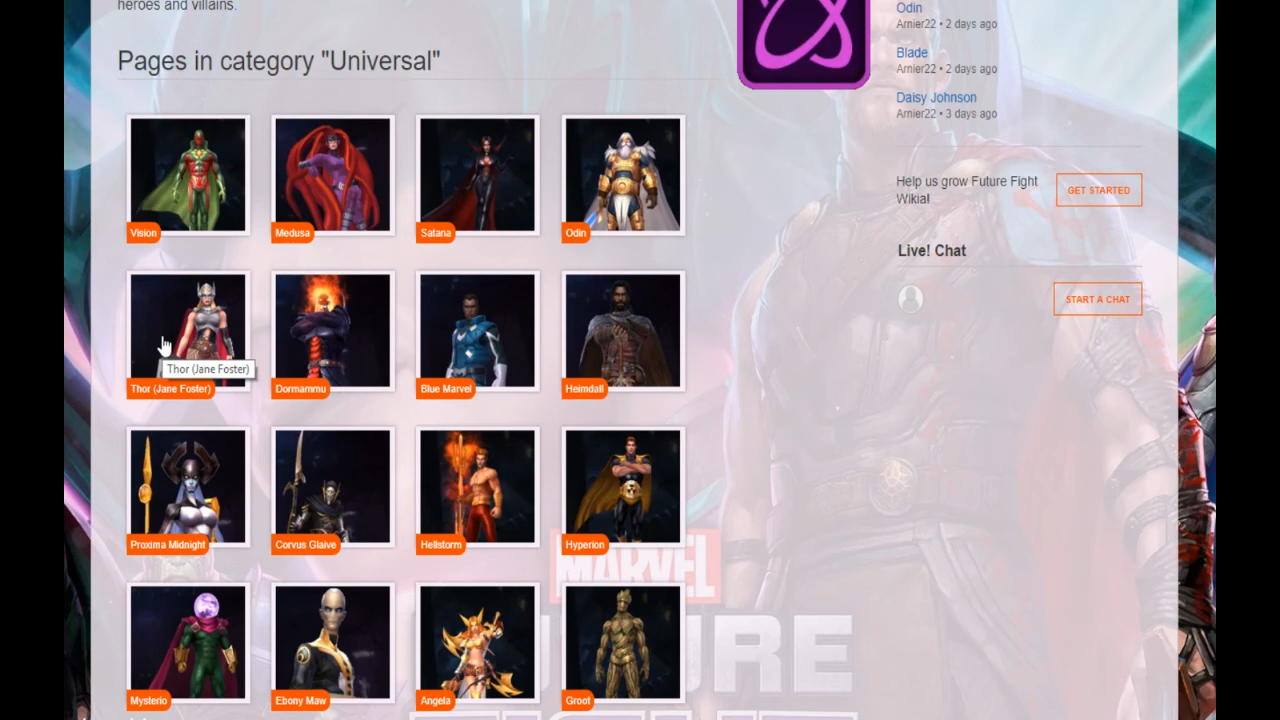 heroes and villains.
Pages in category "Universal"
Vision
Medusa
Satana
Odin
Thor (Jane Foster)
Thor (Jane Foster)
Dormammu
Blue Marvel
Heimdall
Proxima Midnight
Corvus Glaive
Hellstorm
Hyperion
Mysterio
Ebony Maw
Angela
Groot
Odin
Arnier22 • 2 days ago
Blade
Arnier22 • 2 days ago
Daisy Johnson
Arnier22 • 3 days ago
Help us grow Future Fight
Wikia!
GET STARTED
Live! Chat
START A CHAT
MARVEL